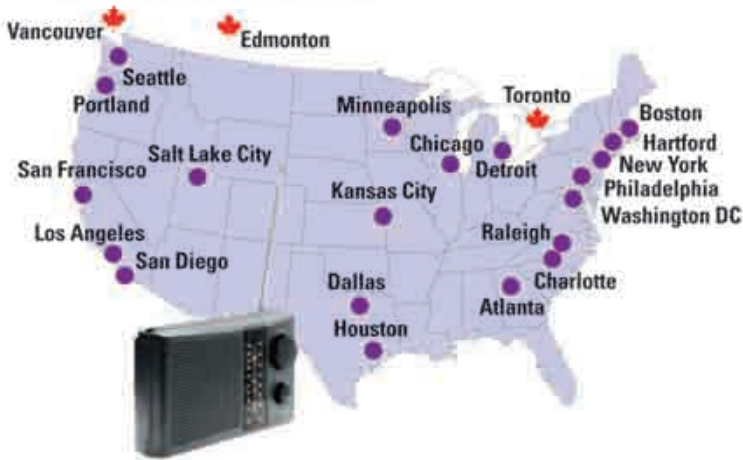 Vancouver
Edmonton
Seattle
Portland
Minneapolis
Toronto
Boston
Chicago
Hartford
Salt Lake City
Detroit
New York
San Francisco
Kansas City
Philadelphia
Washington DC
Los Angeles
Raleigh
San Diego
Dallas
Charlotte
Atlanta
Houston